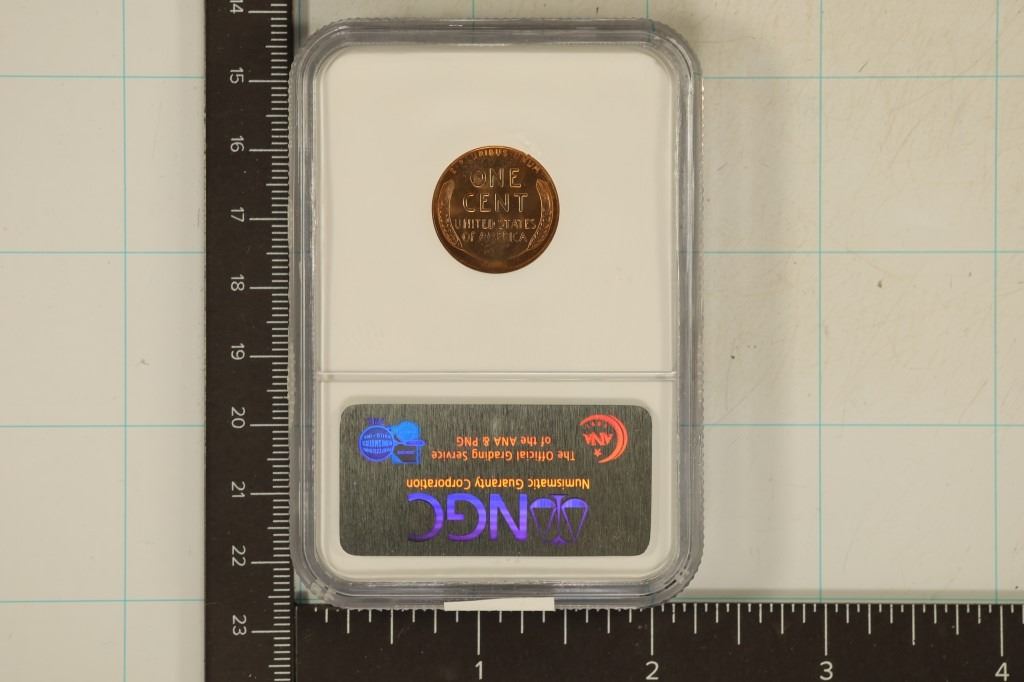 14
15
16
17
18
19
20
21
22
23
E·PLURIBUS·UNUM
ONE
CENT
UNITED STATES
OF AMERICA
NGC
Numismatic Guaranty Corporation
The Official Grading Service
of the ANA & PNG
ANA
1
2
3
4